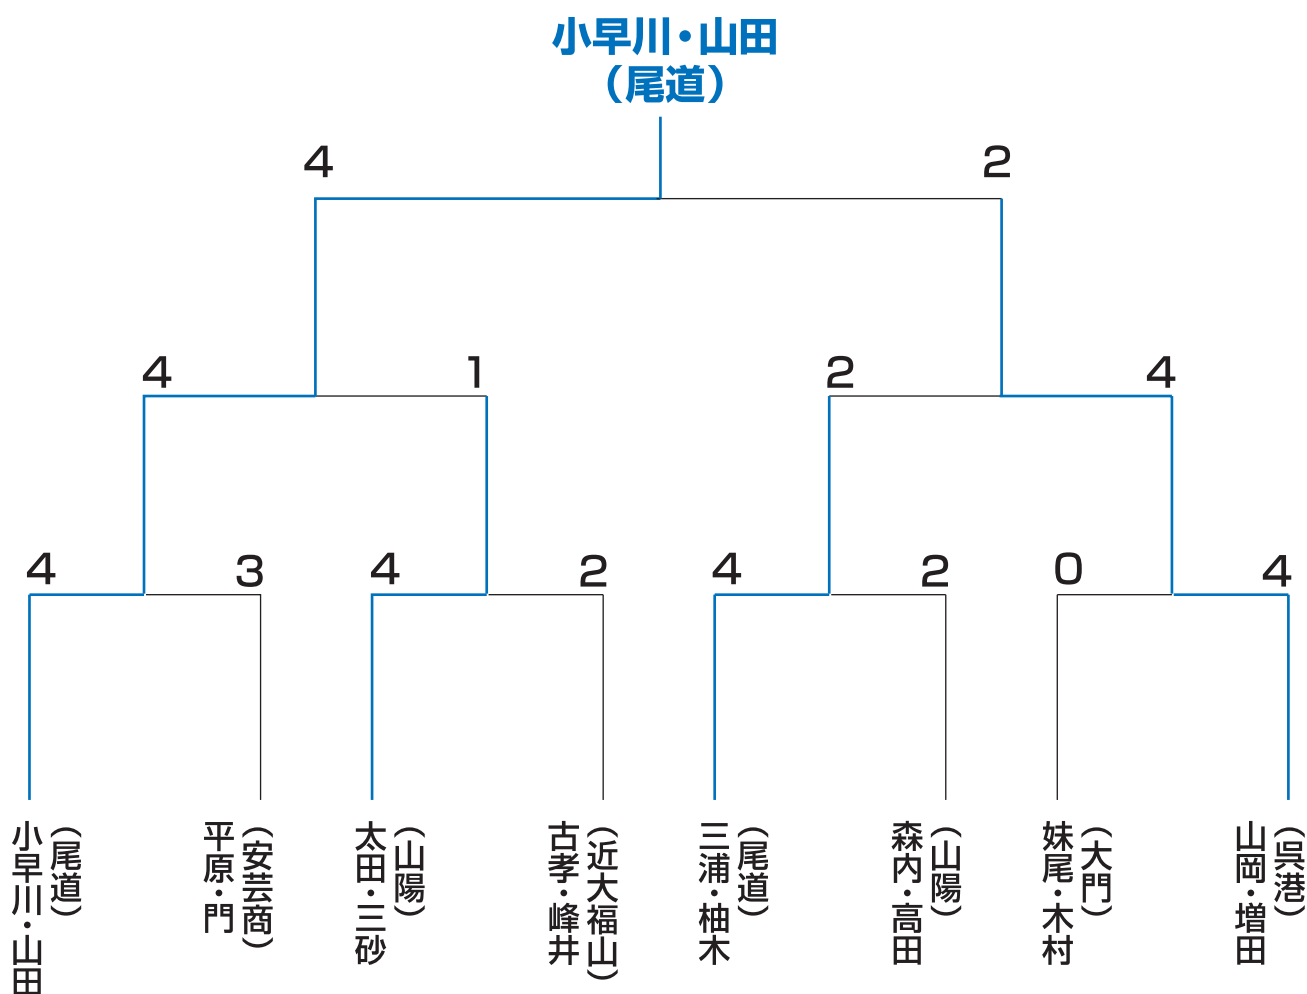 小早川・山田
（尾道）
4
2
4
1
2
4
4
3
4
2
4
2
0
4
小早川・山田
（尾道）
平原・門
（安芸商）
太田・三砂
（山陽）
古孝・峰井
（近大福山）
三浦・柚木
（尾道）
森内・高田
（山陽）
妹尾・木村
（大門）
山岡・増田
（呉港）